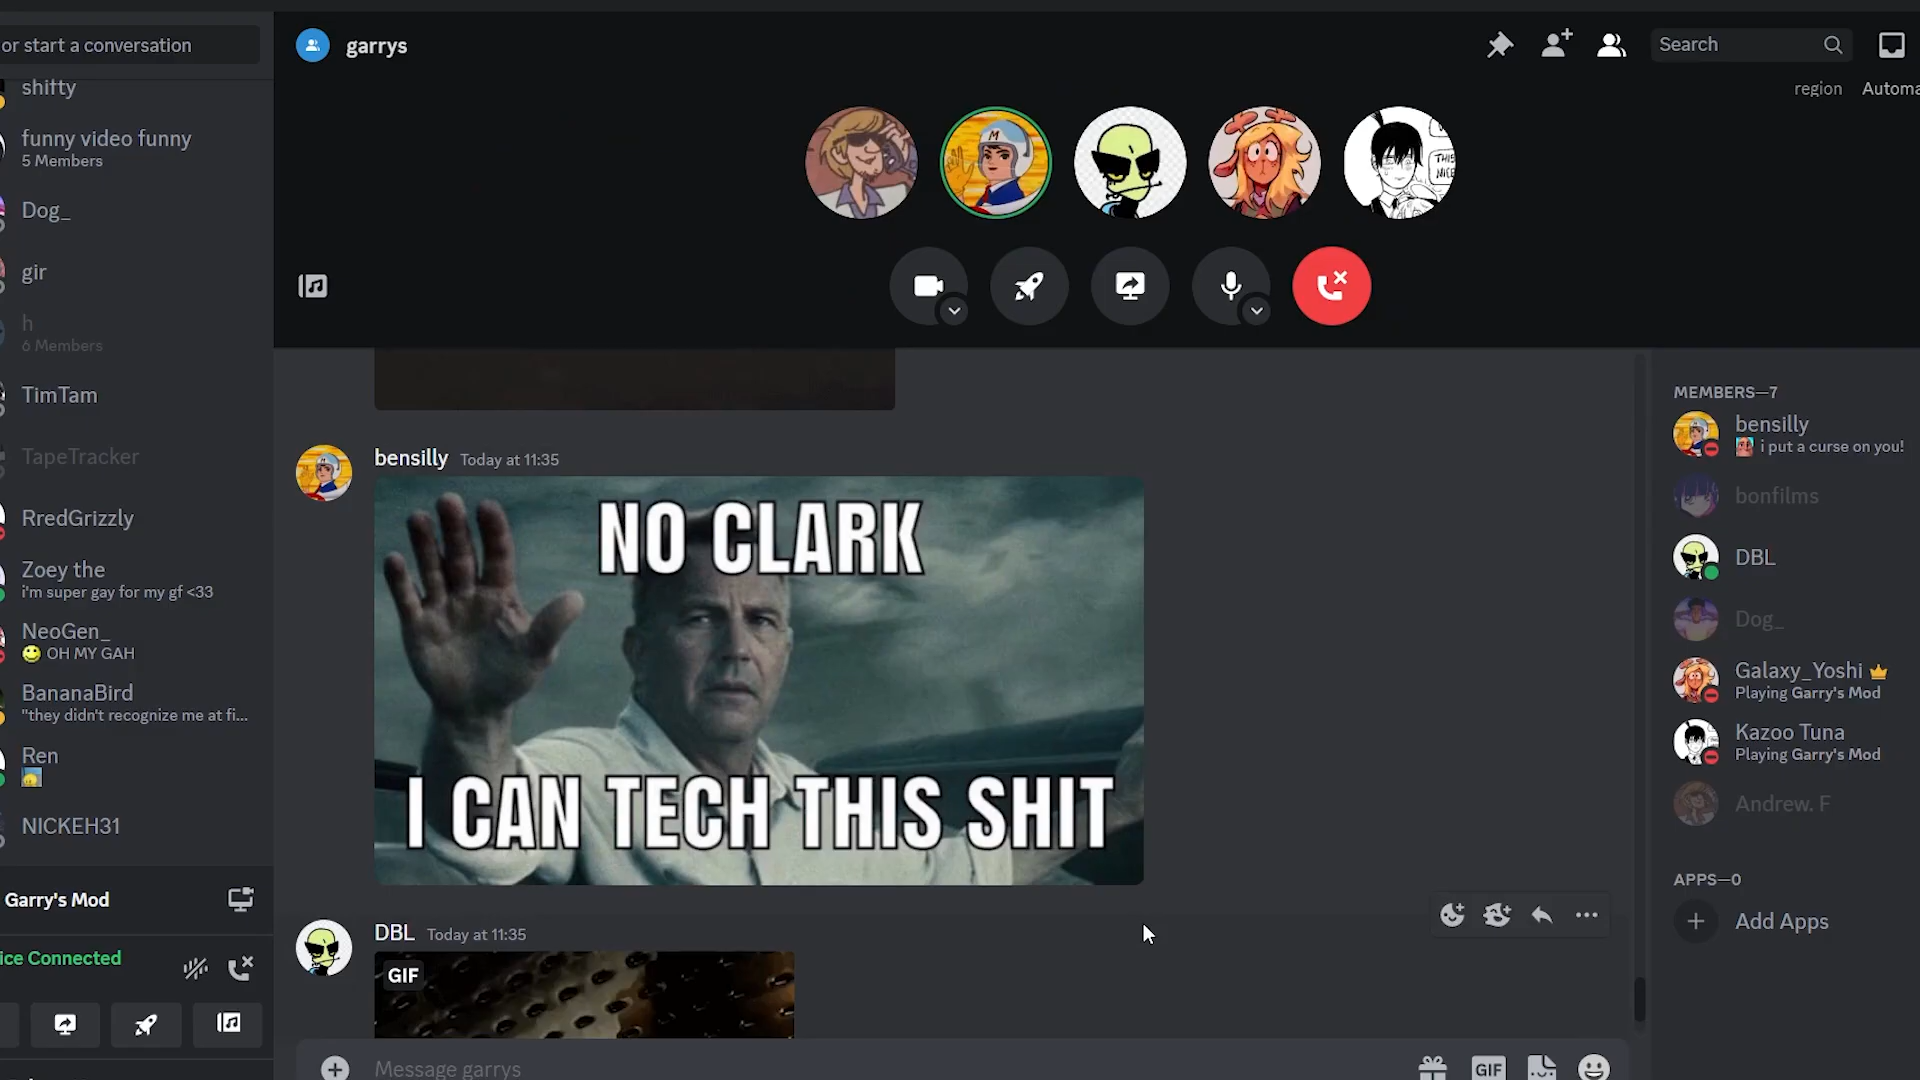 or start a conversation
shifty
funny video funny
5 Members
Dog_
gir
h
6 Members
TimTam
TapeTracker
RredGrizzly
Zoey the
i'm super gay for my gf <33
NeoGen_
OH MY GAH
BananaBird
"they didn't recognize me at fi...
Ren
NICKEH31
Garry's Mod
ice Connected
garrys
Search
region Automa
M
THIS
NICE
bensilly Today at 11:35
NO CLARK
I CAN TECH THIS SHIT
DBL Today at 11:35
GIF
Message garrys
GIF
MEMBERS—7
bensilly
i put a curse on you!
bonfilms
DBL
Dog_
Galaxy_Yoshi
Playing Garry's Mod
Kazoo Tuna
Playing Garry's Mod
Andrew. F
APPS—0
Add Apps